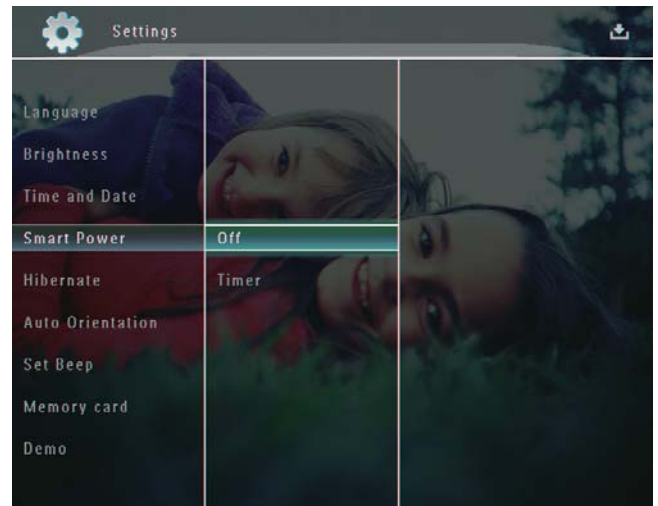 Settings
Language
Brightness
Time and Date
Smart Power
Off
Hibernate
Timer
Auto Orientation
Set Beep
Memory card
Demo